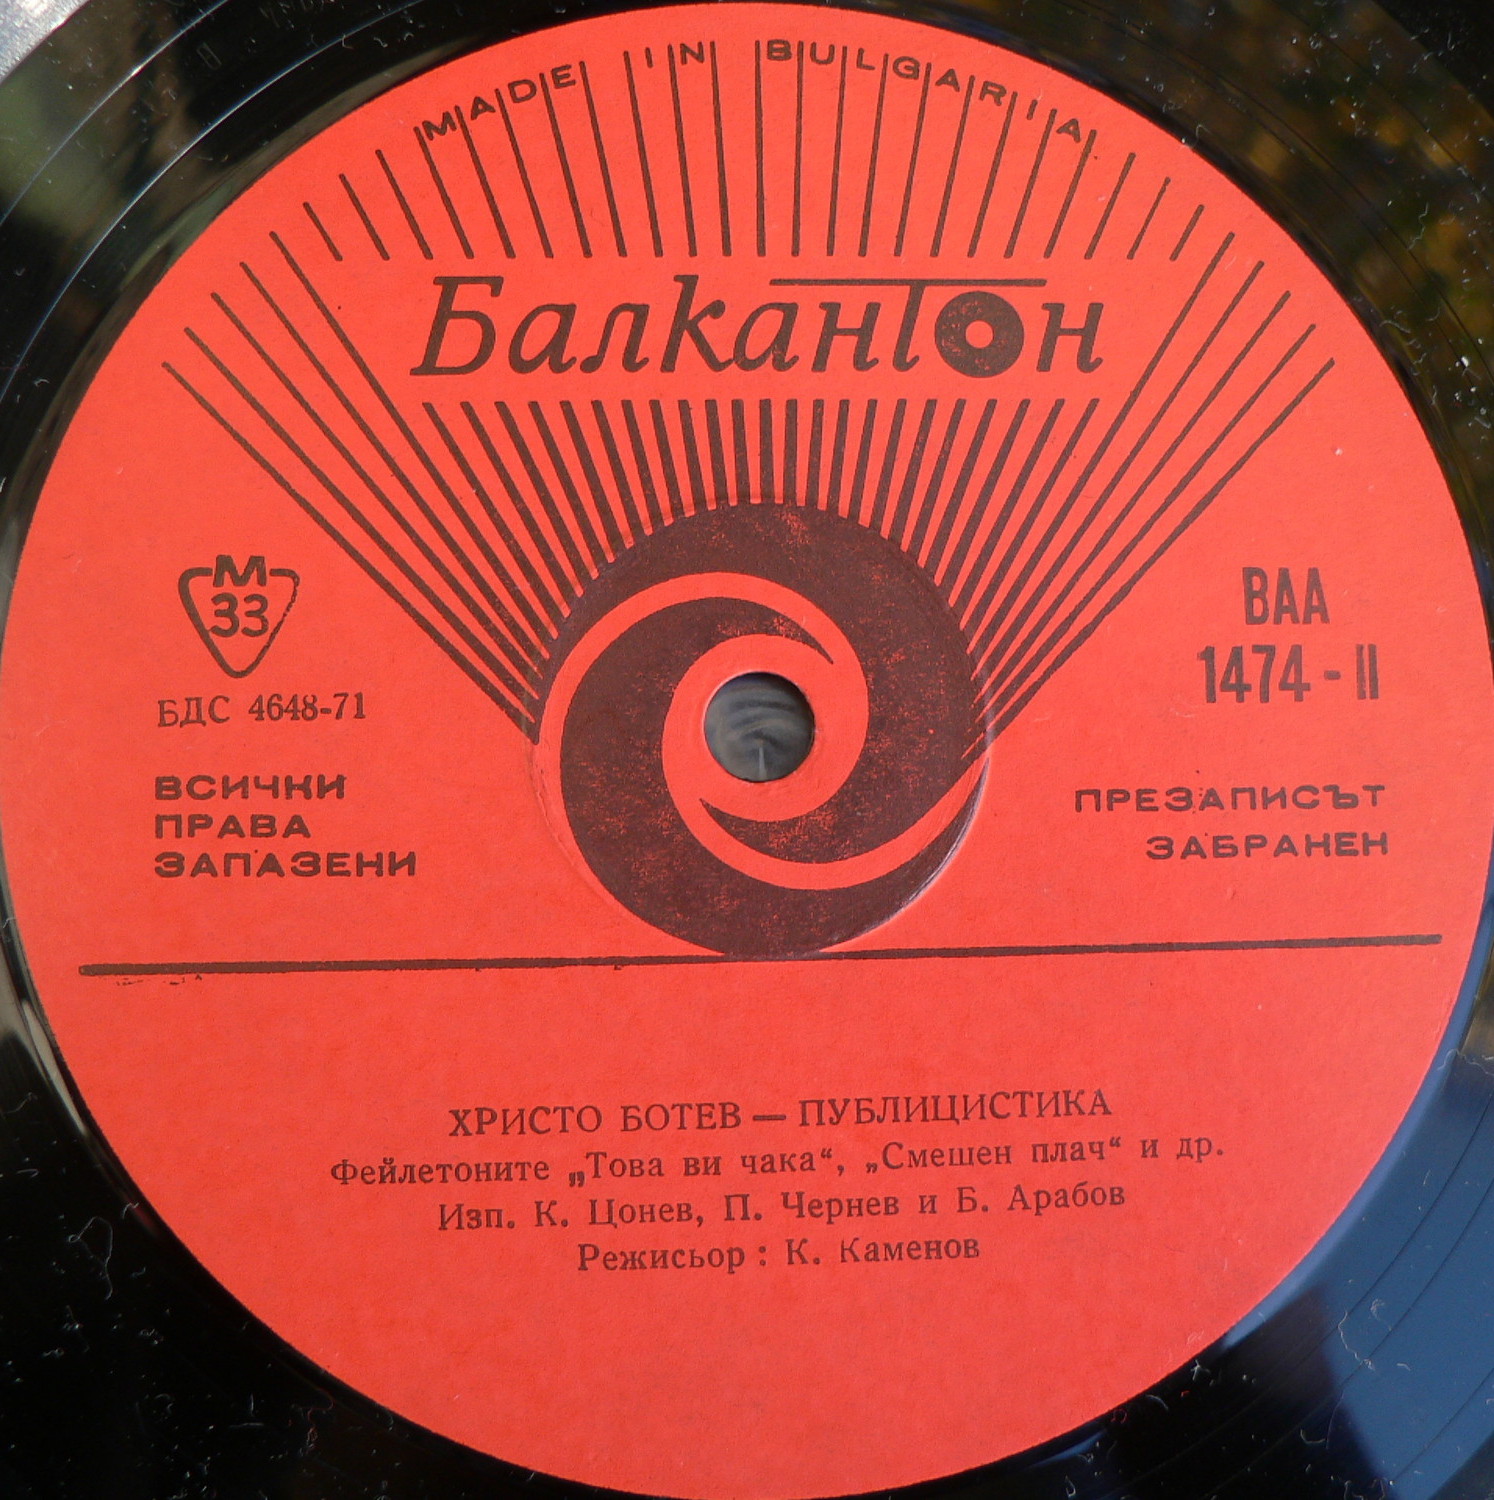 MADE IN BULGARIA
Балкантон
М
33
БДС 4648-71
ВСИЧКИ
ПРАВА
ЗАПАЗЕНИ
ВАА
1474 - II
ПРЕЗАПИСЪТ
ЗАБРАНЕН
ХРИСТО БОТЕВ — ПУБЛИЦИСТИКА
Фейлетоните „Това ви чака“, „Смешен плач“ и др.
Изп. К. Цонев, П. Чернев и Б. Арабов
Режисьор : К. Каменов